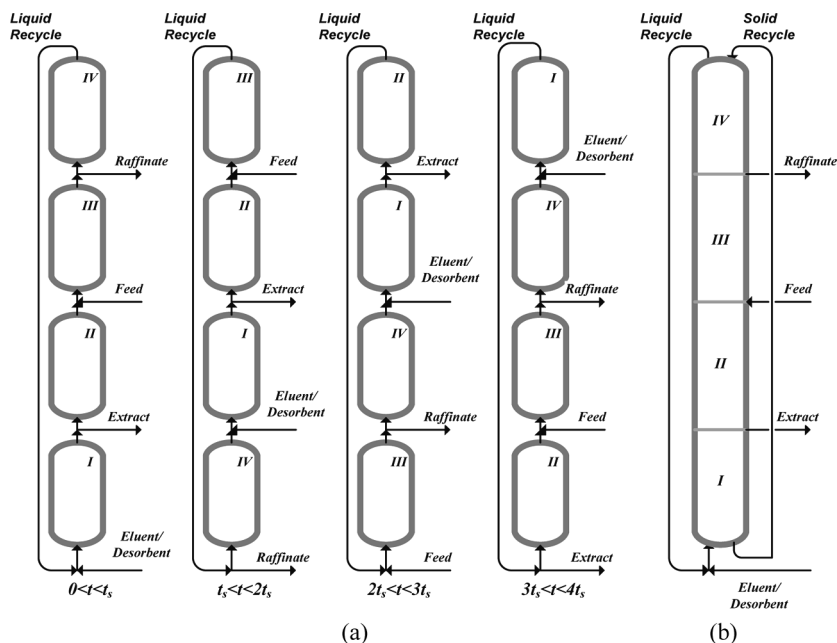 Liquid
Recycle
IV
Raffinate
III
Feed
II
Extract
I
Eluent/
Desorbent
0<t<ts
Liquid
Recycle
III
Feed
II
Extract
I
Eluent/
Desorbent
IV
Raffinate
ts<t<2ts
Liquid
Recycle
II
Extract
I
Eluent/
Desorbent
IV
Raffinate
III
Feed
2ts<t<3ts
Liquid
Recycle
I
Eluent/
Desorbent
IV
Raffinate
III
Feed
II
Extract
3ts<t<4ts
(a)
Liquid
Recycle
Solid
Recycle
IV
Raffinate
III
Feed
II
Extract
I
Eluent/
Desorbent
(b)